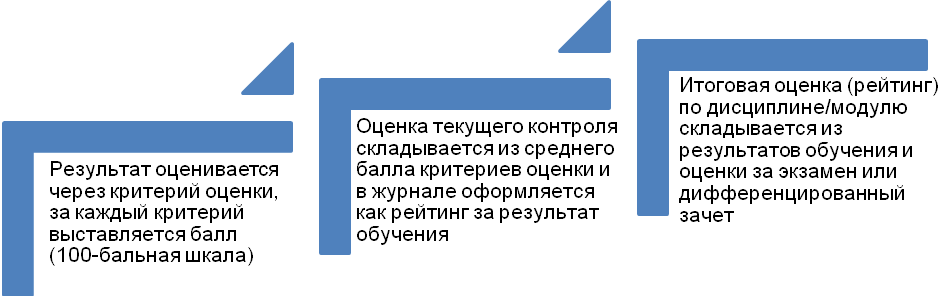 Результат оценивается
через критерий оценки,
за каждый критерий
выставляется балл
(100-бальная шкала)
Оценка текущего контроля
складывается из среднего
балла критериев оценки и
в журнале оформляется
как рейтинг за результат
обучения
Итоговая оценка (рейтинг)
по дисциплине/модулю
складывается из
результатов обучения и
оценки за экзамен или
дифференцированный
зачет